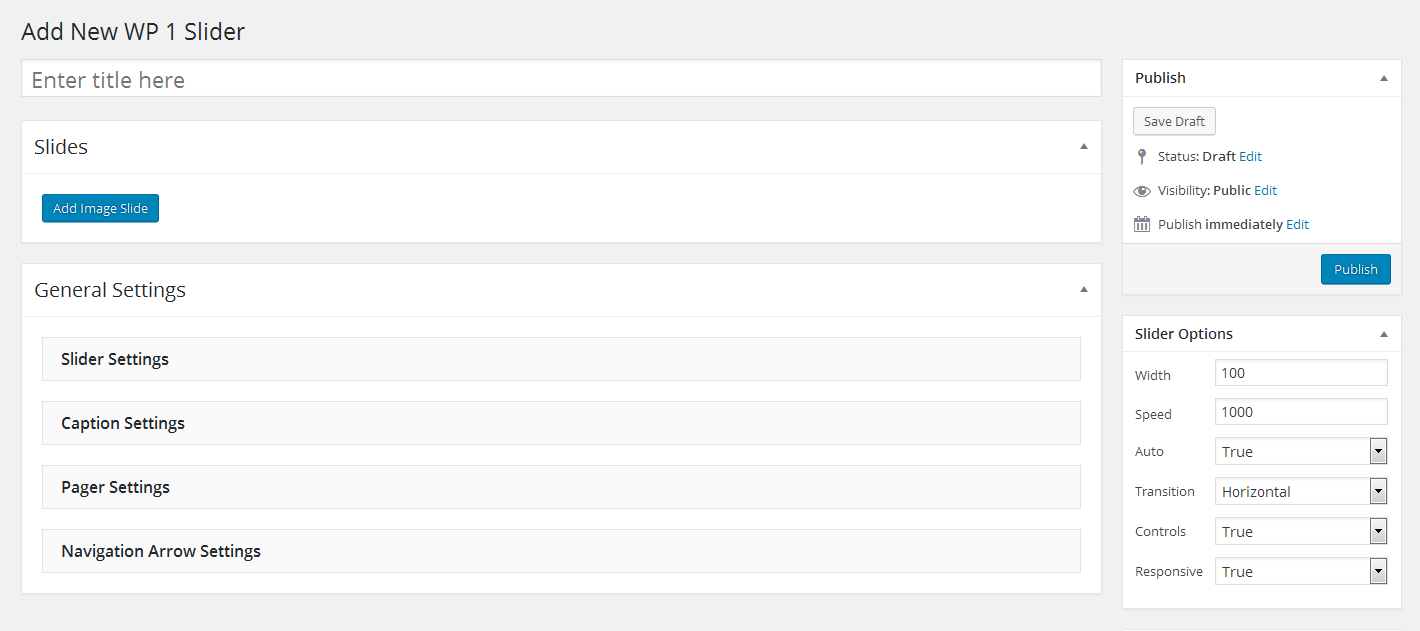 Add New WP 1 Slider
Enter title here
Slides
Add Image Slide
General Settings
Slider Settings
Caption Settings
Pager Settings
Navigation Arrow Settings
Publish
Save Draft
Status: Draft Edit
Visibility: Public Edit
Publish immediately Edit
Publish
Slider Options
Width 100
Speed 1000
Auto True
Transition Horizontal
Controls True
Responsive True